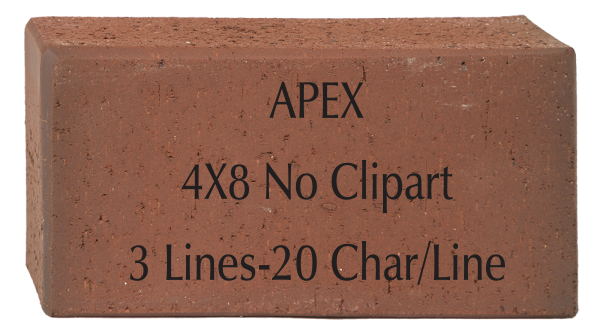 APEX
4X8 No Clipart
3 Lines-20 Char/Line